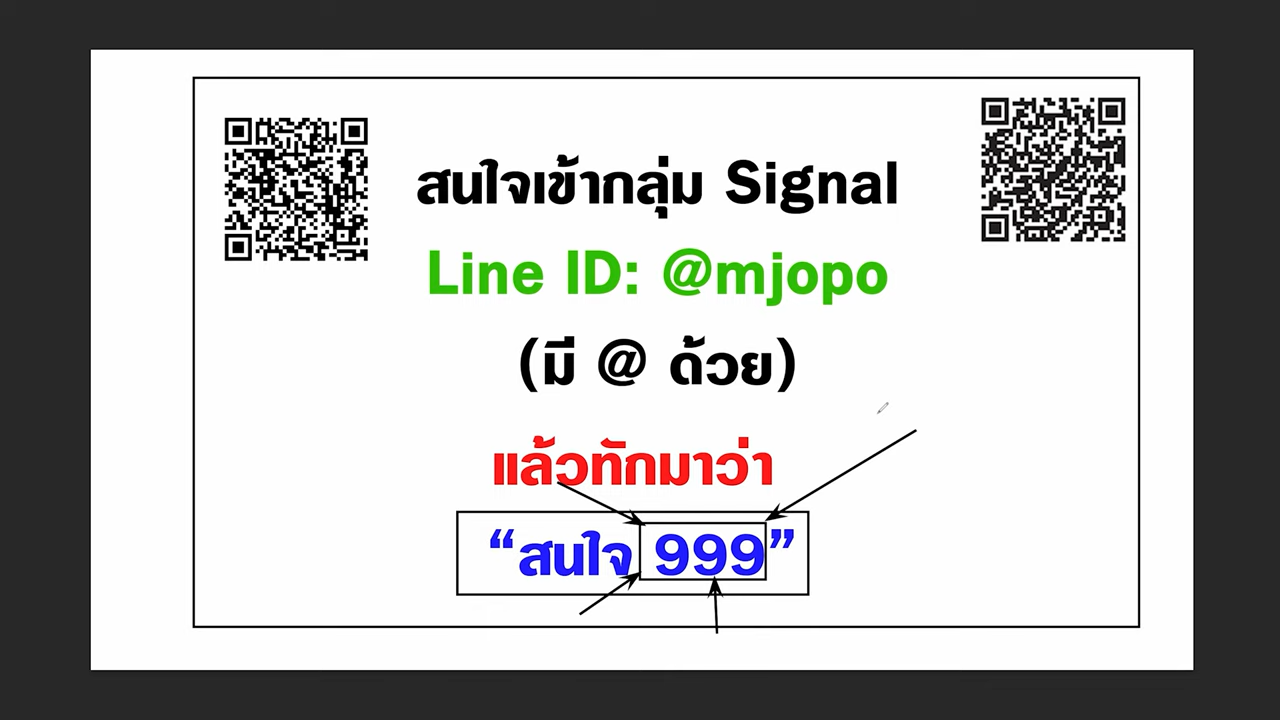 สนใจเข้ากลุ่ม Signal
Line ID: @mjopo
(มี @ ด้วย)
แล้วทักมาว่า
“สนใจ 999”